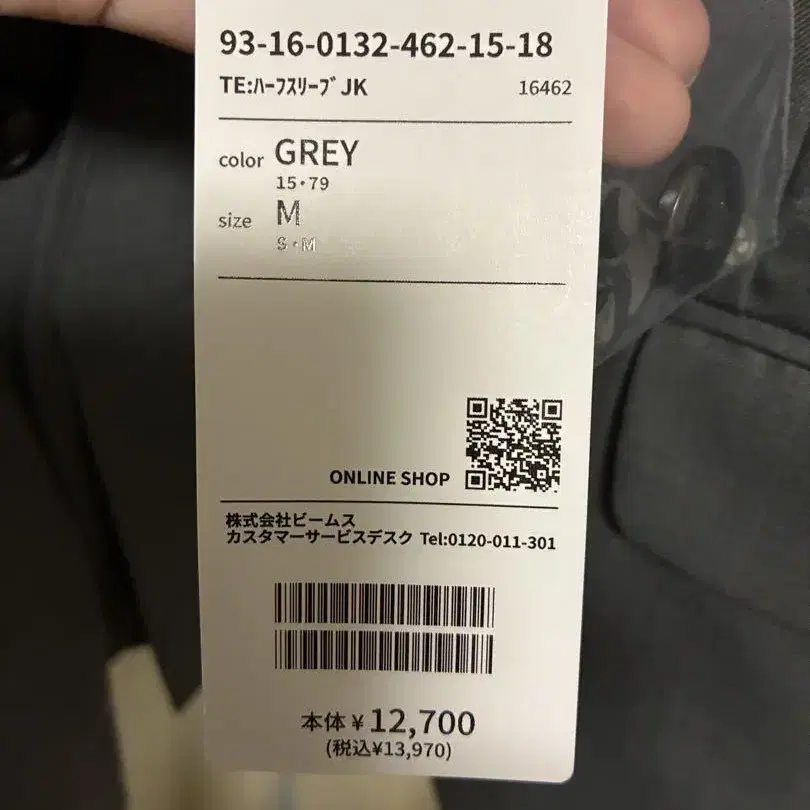 93-16-0132-462-15-18
TE:ﾊｰﾌｽﾘｰﾌﾞJK 16462
color GREY
15・79
size M
S・M
ONLINE SHOP
株式会社ビームス
カスタマーサービスデスク Tel:0120-011-301
本体¥12,700
(税込¥13,970)